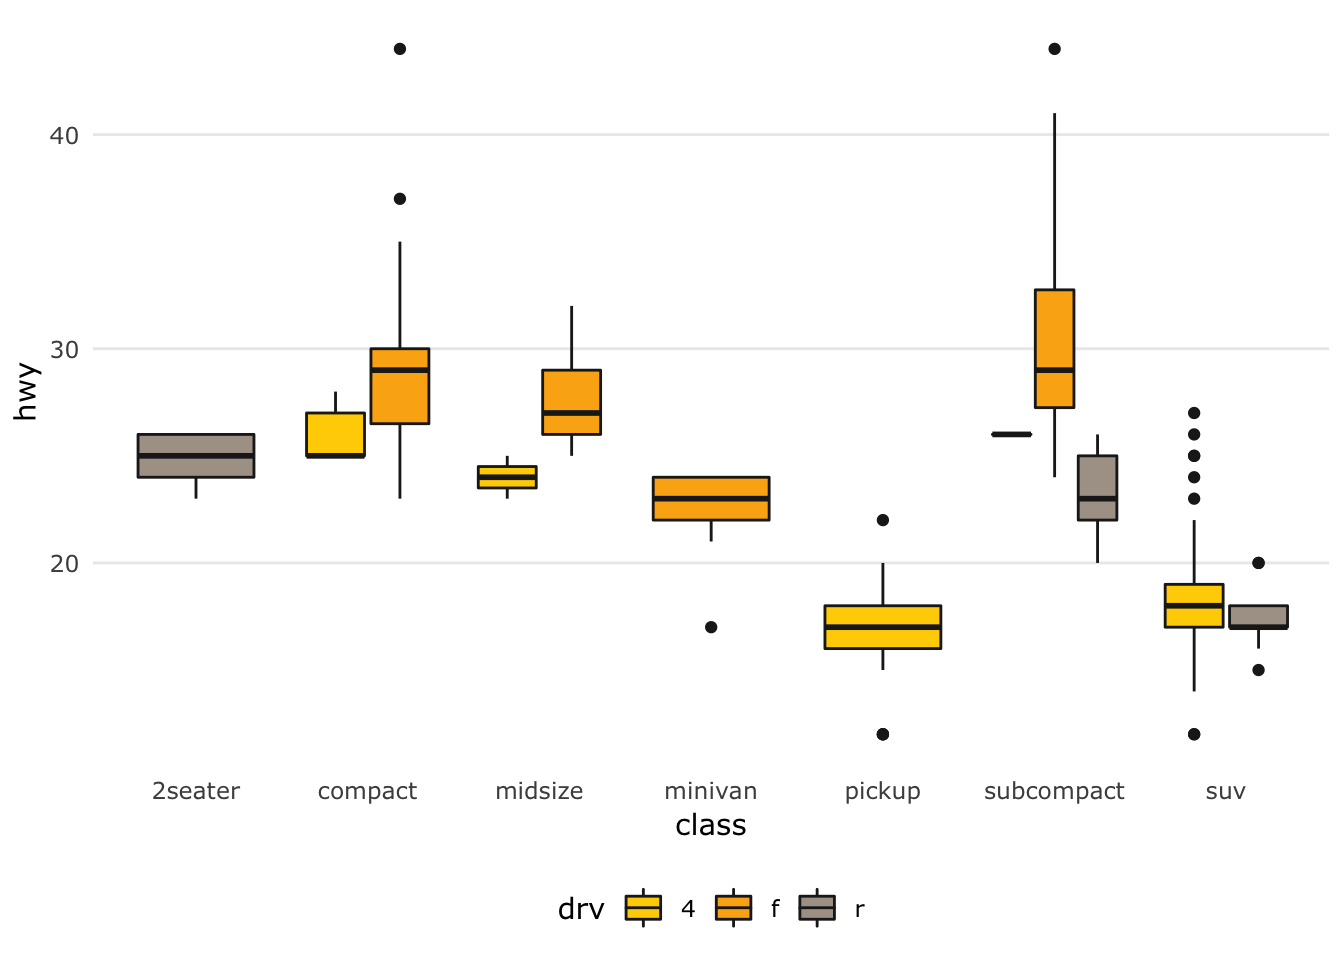 40
30
20
hwy
2seater compact midsize minivan pickup subcompact suv
class
drv 4 f r